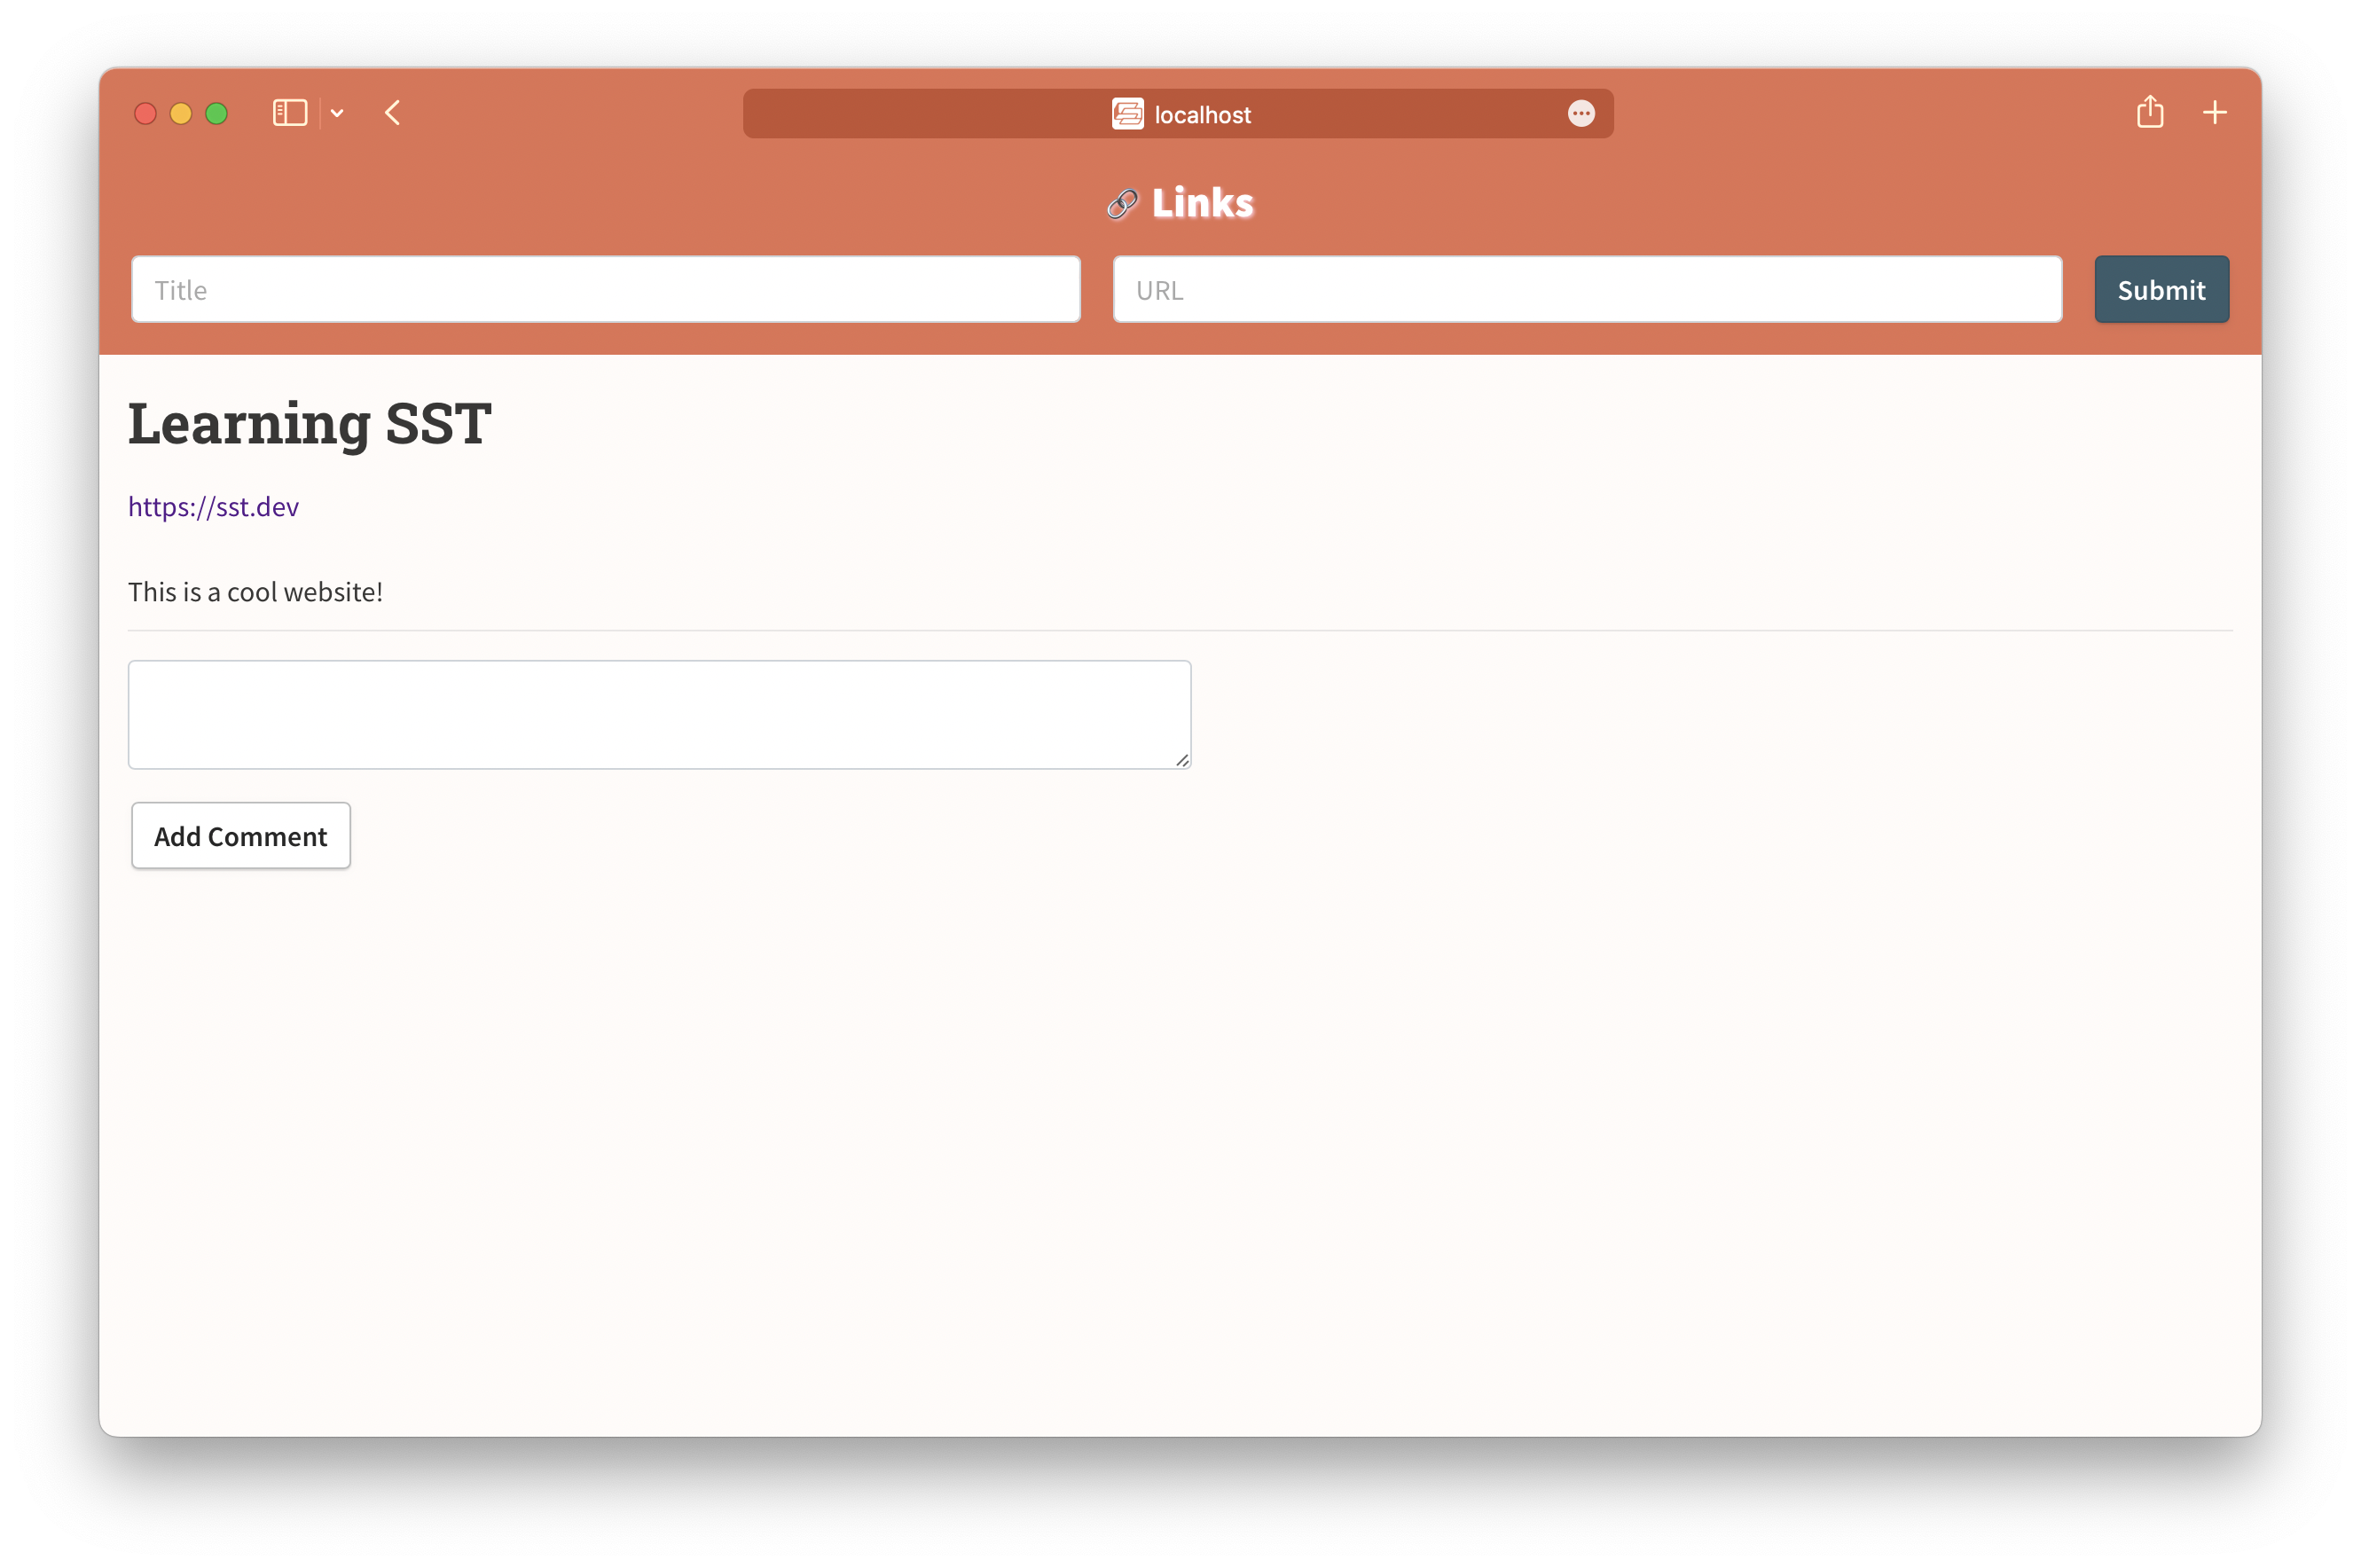 localhost
Links
Title
URL
Submit
Learning SST
https://sst.dev
This is a cool website!
Add Comment